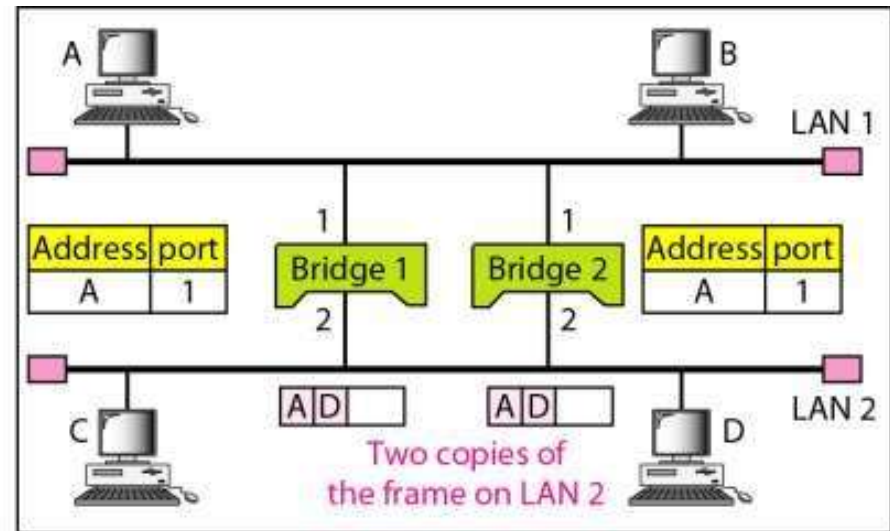 A
B
LAN 1
1
1
Address port
A 1
Bridge 1
Bridge 2
Address port
A 1
2
2
C
A D
A D
D
LAN 2
Two copies of
the frame on LAN 2